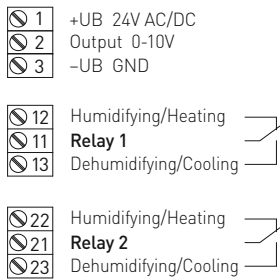 1 +UB 24V AC/DC
2 Output 0-10V
3 –UB GND
12 Humidifying/Heating
11 Relay 1
13 Dehumidifying/Cooling
22 Humidifying/Heating
21 Relay 2
23 Dehumidifying/Cooling